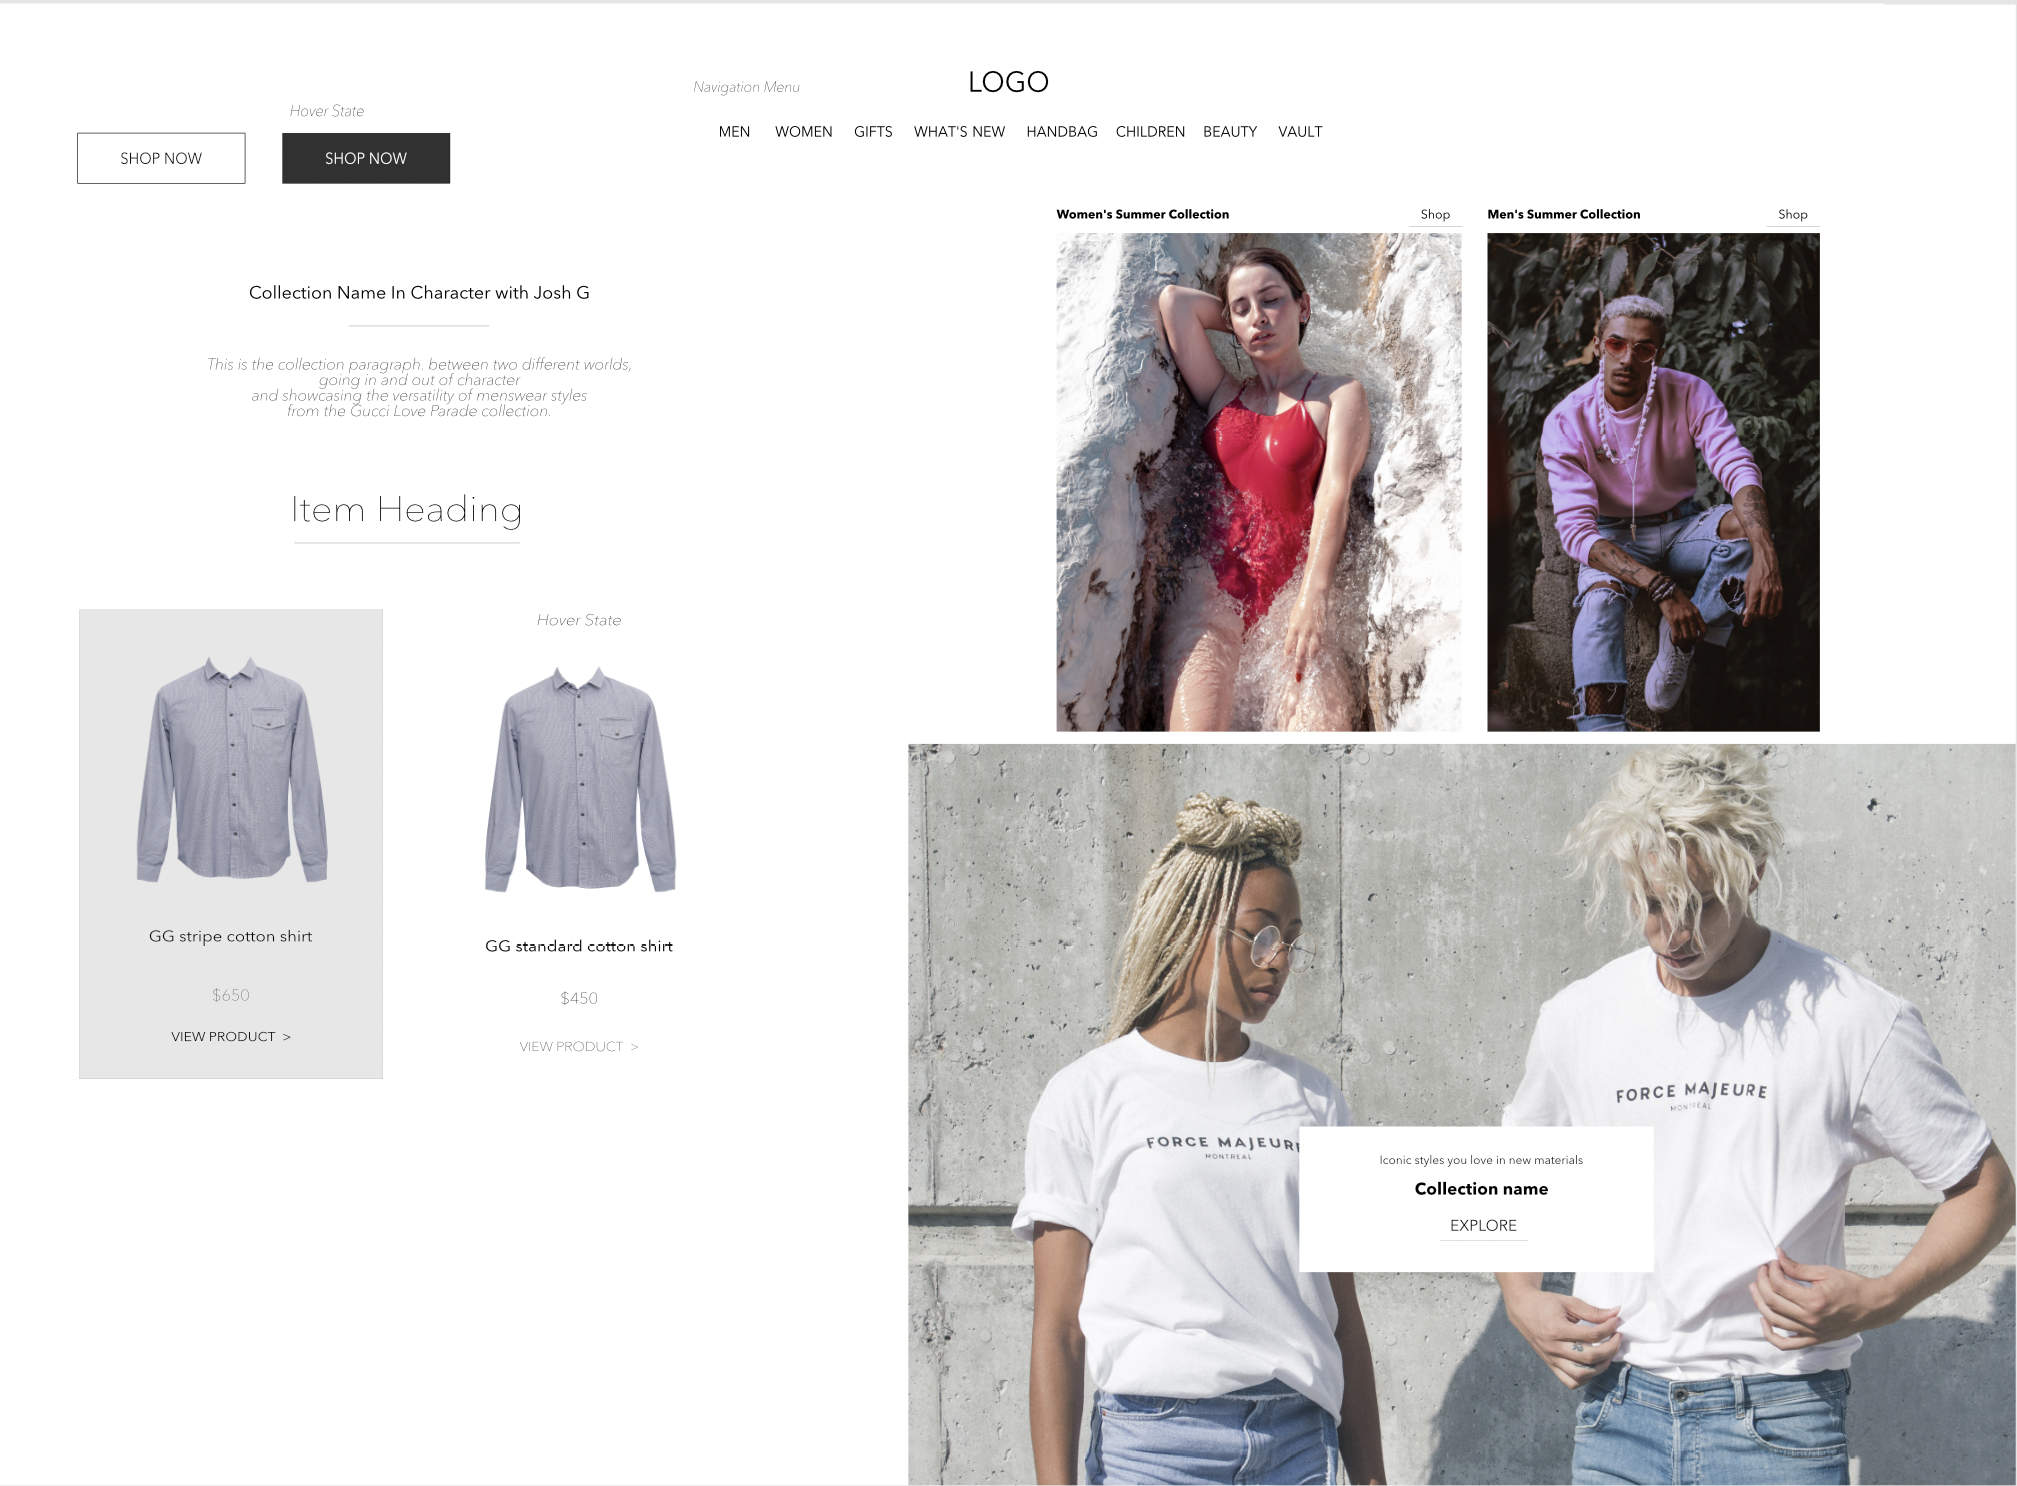 Navigation Menu
LOGO
MEN WOMEN GIFTS WHAT'S NEW HANDBAG CHILDREN BEAUTY VAULT
Hover State
SHOP NOW
SHOP NOW
Collection Name In Character with Josh G
This is the collection paragraph. between two different worlds,
going in and out of character
and showcasing the versatility of menswear styles
from the Gucci Love Parade collection.
Item Heading
GG stripe cotton shirt
$650
VIEW PRODUCT >
Hover State
GG standard cotton shirt
$450
VIEW PRODUCT >
Women's Summer Collection
Shop
Men's Summer Collection
Shop
FORCE MAJEURE
MONTREAL
FORCE MAJEURE
MONTREAL
Iconic styles you love in new materials
Collection name
EXPLORE